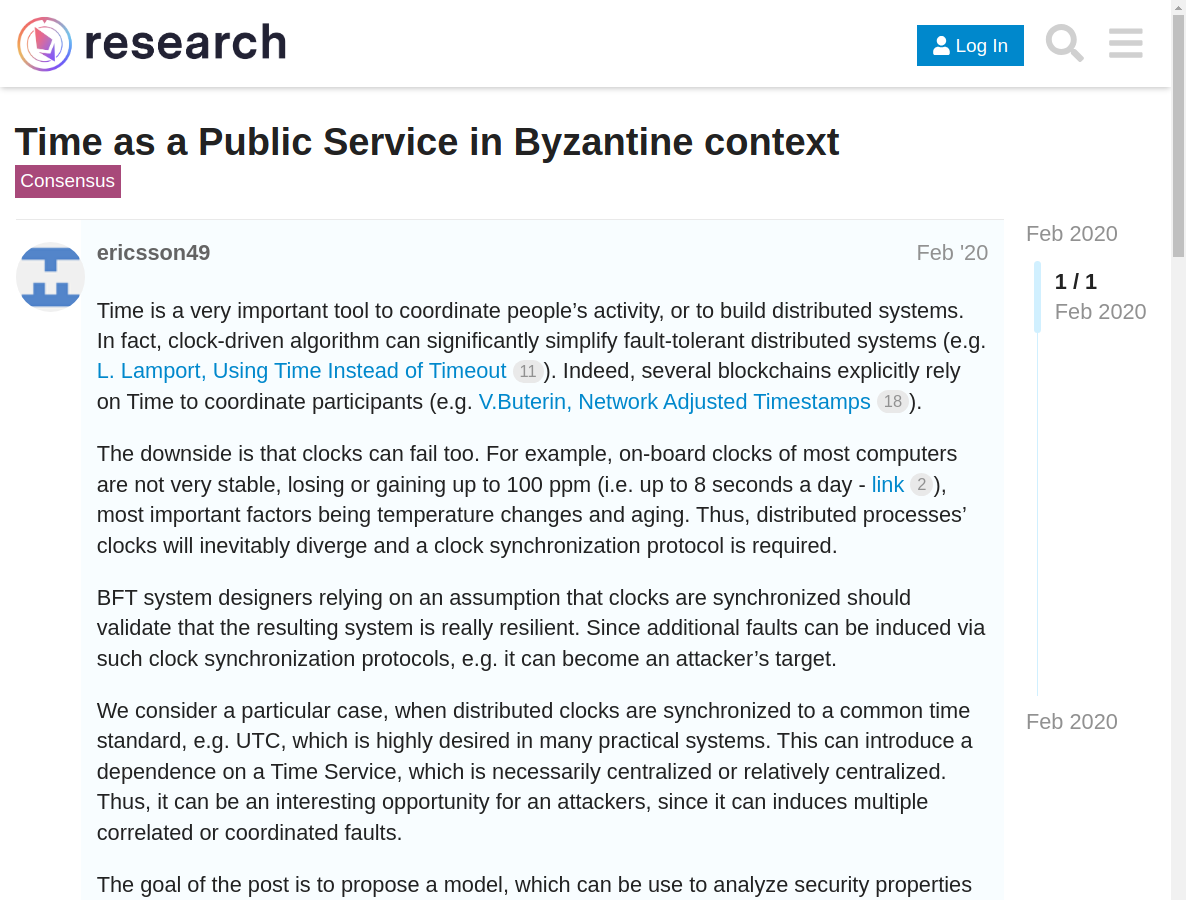 research
Log In
Time as a Public Service in Byzantine context
Consensus
ericsson49
Feb '20
Feb 2020
1 / 1
Feb 2020
Time is a very important tool to coordinate people’s activity, or to build distributed systems.
In fact, clock-driven algorithm can significantly simplify fault-tolerant distributed systems (e.g.
L. Lamport, Using Time Instead of Timeout 11 ). Indeed, several blockchains explicitly rely
on Time to coordinate participants (e.g. V.Buterin, Network Adjusted Timestamps 18 ).
The downside is that clocks can fail too. For example, on-board clocks of most computers
are not very stable, losing or gaining up to 100 ppm (i.e. up to 8 seconds a day - link 2 ),
most important factors being temperature changes and aging. Thus, distributed processes’
clocks will inevitably diverge and a clock synchronization protocol is required.
BFT system designers relying on an assumption that clocks are synchronized should
validate that the resulting system is really resilient. Since additional faults can be induced via
such clock synchronization protocols, e.g. it can become an attacker’s target.
We consider a particular case, when distributed clocks are synchronized to a common time
standard, e.g. UTC, which is highly desired in many practical systems. This can introduce a
dependence on a Time Service, which is necessarily centralized or relatively centralized.
Thus, it can be an interesting opportunity for an attackers, since it can induces multiple
correlated or coordinated faults.
Feb 2020
The goal of the post is to propose a model, which can be use to analyze security properties